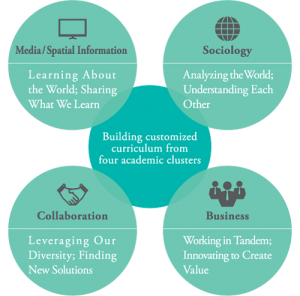 Media/Spatial Information
Learning About
the World; Sharing
What We Learn
Sociology
Analyzing the World;
Understanding Each
Other
Building customized
curriculum from
four academic clusters
Collaboration
Leveraging Our
Diversity; Finding
New Solutions
Business
Working in Tandem;
Innovating to Create
Value